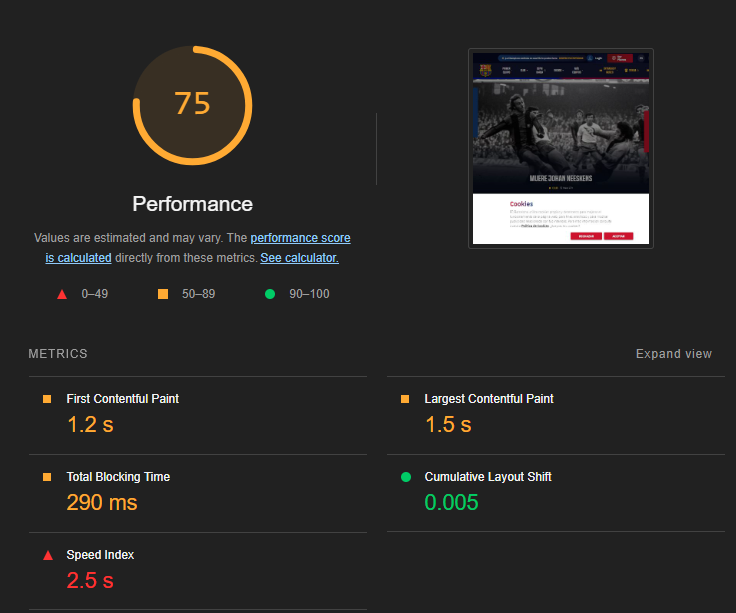 75
Performance
Values are estimated and may vary. The performance score
is calculated directly from these metrics. See calculator.
0–49
50–89
90–100
MUERE JOHAN NEESKENS
Cookies
METRICS
Expand view
First Contentful Paint
1.2 s
Largest Contentful Paint
1.5 s
Total Blocking Time
290 ms
Cumulative Layout Shift
0.005
Speed Index
2.5 s